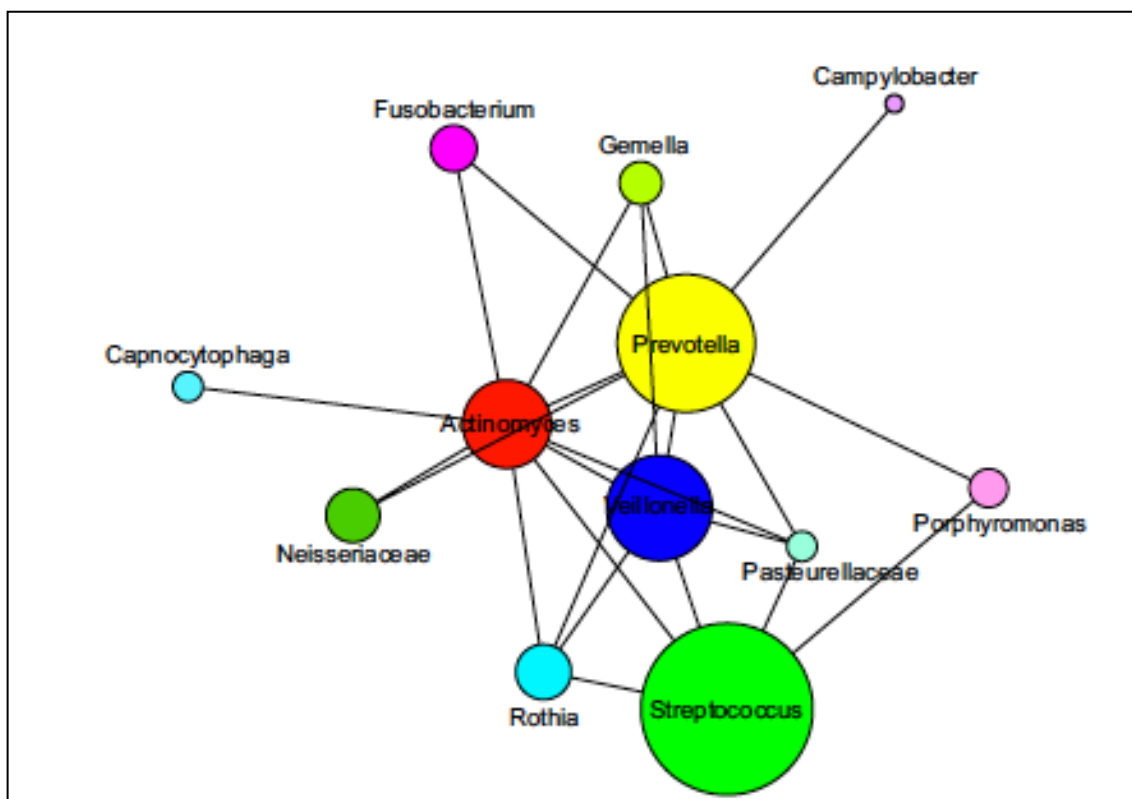 Campylobacter
Fusobacterium
Gemella
Prevotella
Capnocytophaga
Actinomyces
Veillonella
Porphyromonas
Neisseriaceae
Pasteurellaceae
Rothia
Streptococcus